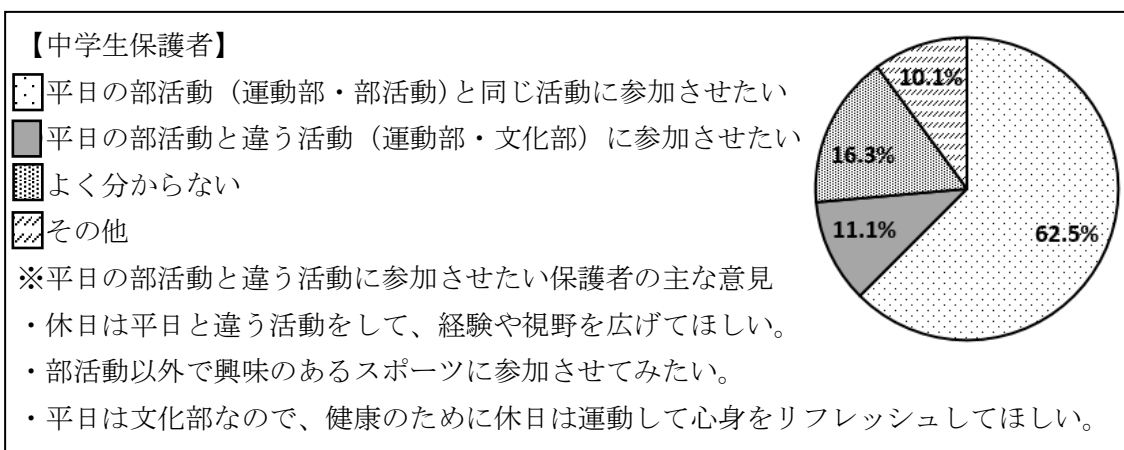 【中学生保護者】
平日の部活動（運動部・部活動)と同じ活動に参加させたい
平日の部活動と違う活動（運動部・文化部）に参加させたい
よく分からない
その他
※平日の部活動と違う活動に参加させたい保護者の主な意見
・休日は平日と違う活動をして、経験や視野を広げてほしい。
・部活動以外で興味のあるスポーツに参加させてみたい。
・平日は文化部なので、健康のために休日は運動して心身をリフレッシュしてほしい。
10.1%
16.3%
11.1%
62.5%